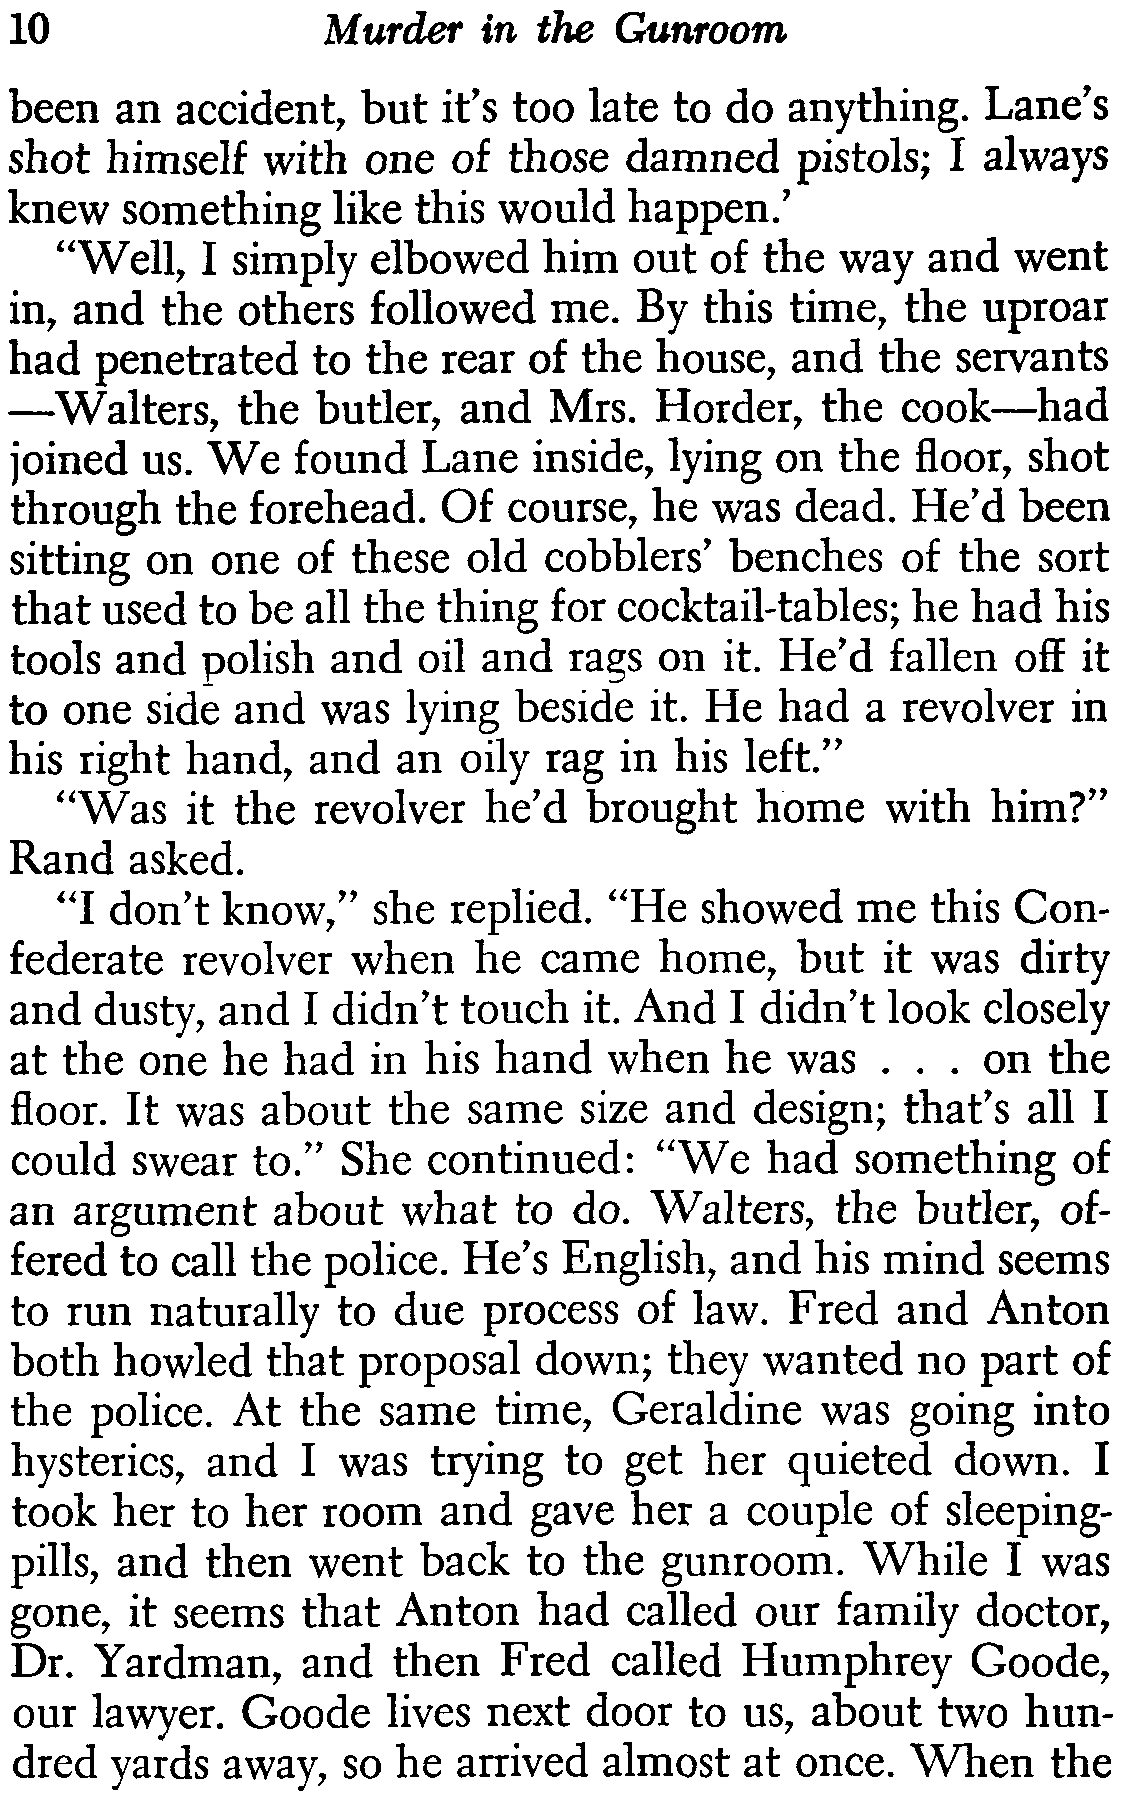 10 Murder in the Gunroom
been an accident, but it's too late to do anything. Lane's
shot himself with one of those damned pistols; I always
knew something like this would happen.'
“Well, I simply elbowed him out of the way and went
in, and the others followed me. By this time, the uproar
had penetrated to the rear of the house, and the servants
—Walters, the butler, and Mrs. Horder, the cook—had
joined us. We found Lane inside, lying on the floor, shot
through the forehead. Of course, he was dead. He'd been
sitting on one of these old cobblers' benches of the sort
that used to be all the thing for cocktail-tables; he had his
tools and polish and oil and rags on it. He'd fallen off it
to one side and was lying beside it. He had a revolver in
his right hand, and an oily rag in his left.”
“Was it the revolver he'd brought home with him?”
Rand asked.
“I don't know,” she replied. “He showed me this Con-
federate revolver when he came home, but it was dirty
and dusty, and I didn't touch it. And I didn't look closely
at the one he had in his hand when he was . . . on the
floor. It was about the same size and design; that's all I
could swear to.” She continued: “We had something of
an argument about what to do. Walters, the butler, of-
fered to call the police. He's English, and his mind seems
to run naturally to due process of law. Fred and Anton
both howled that proposal down; they wanted no part of
the police. At the same time, Geraldine was going into
hysterics, and I was trying to get her quieted down. I
took her to her room and gave her a couple of sleeping-
pills, and then went back to the gunroom. While I was
gone, it seems that Anton had called our family doctor,
Dr. Yardman, and then Fred called Humphrey Goode,
our lawyer. Goode lives next door to us, about two hun-
dred yards away, so he arrived almost at once. When the